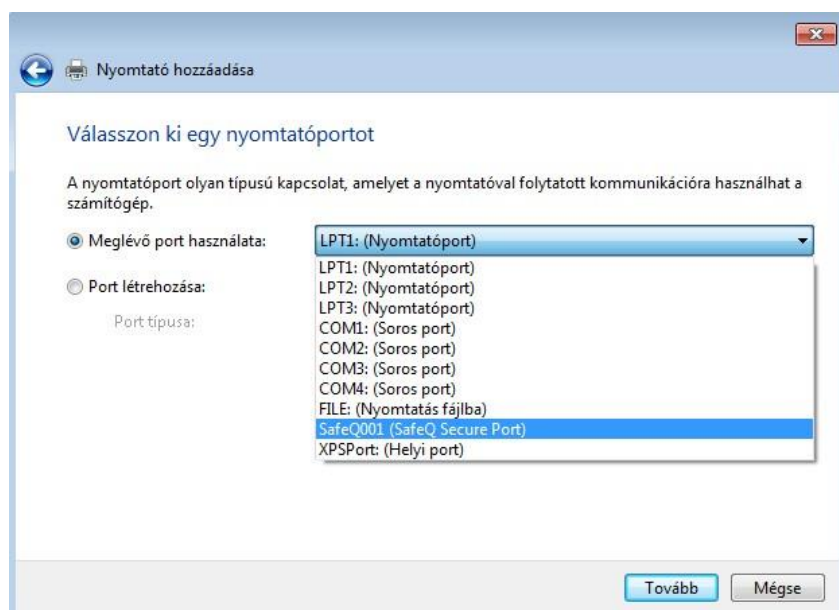 Nyomtató hozzáadása
Válasszon ki egy nyomtatóportot
A nyomtatóport olyan típusú kapcsolat, amelyet a nyomtatóval folytatott kommunikációra használhat a
számítógép.
Meglévő port használata:
LPT1: (Nyomtatóport)
LPT1: (Nyomtatóport)
Port létrehozása:
LPT2: (Nyomtatóport)
LPT3: (Nyomtatóport)
Port típusa:
COM1: (Soros port)
COM2: (Soros port)
COM3: (Soros port)
COM4: (Soros port)
FILE: (Nyomtatás fájlba)
SafeQ001 (SafeQ Secure Port)
XPSPort: (Helyi port)
Tovább
Mégse